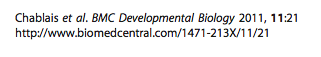 Chablais et al. BMC Developmental Biology 2011, 11:21
http://www.biomedcentral.com/1471-213X/11/21